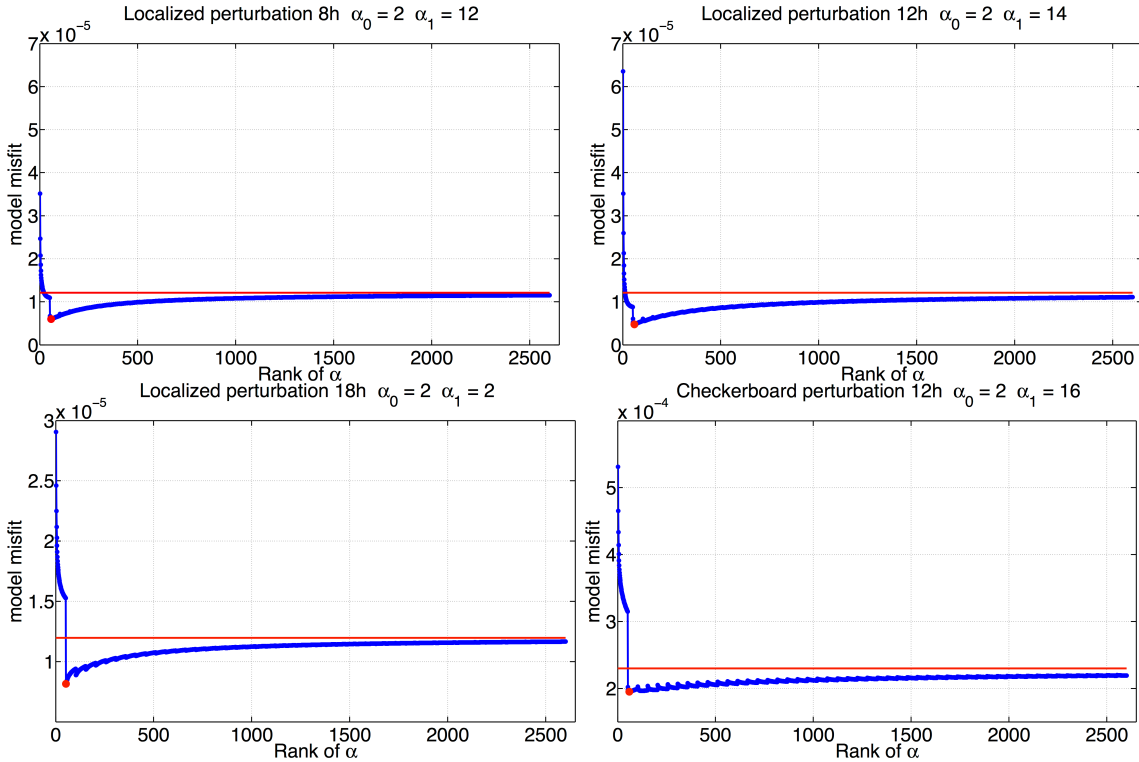 Localized perturbation 8h α0 = 2 α1 = 12
7 x 10−5
6
5
4
3
2
1
0
model misfit
0 500 1000 1500 2000 2500
Rank of α
Localized perturbation 12h α0 = 2 α1 = 14
7 x 10−5
6
5
4
3
2
1
0
model misfit
0 500 1000 1500 2000 2500
Rank of α
Localized perturbation 18h α0 = 2 α1 = 2
3 x 10−5
2.5
2
1.5
1
model misfit
0 500 1000 1500 2000 2500
Rank of α
Checkerboard perturbation 12h α0 = 2 α1 = 16
x 10−4
5
4
3
2
model misfit
0 500 1000 1500 2000 2500
Rank of α